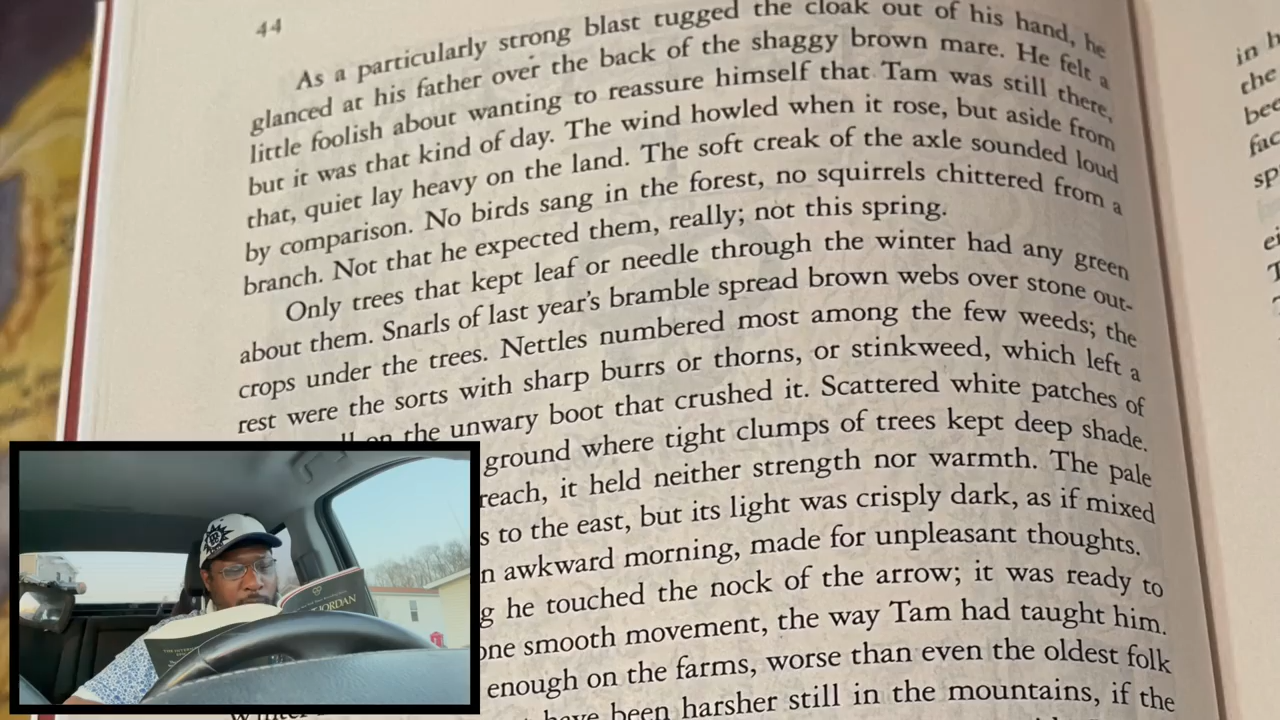 44
As a particularly strong blast tugged the cloak out of his hand, he
glanced at his father over the back of the shaggy brown mare. He felt a
little foolish about wanting to reassure himself that Tam was still there,
but it was that kind of day. The wind howled when it rose, but aside from
that, quiet lay heavy on the land. The soft creak of the axle sounded loud
by comparison. No birds sang in the forest, no squirrels chittered from a
branch. Not that he expected them, really; not this spring.
Only trees that kept leaf or needle through the winter had any green
about them. Snarls of last year's bramble spread brown webs over stone out-
crops under the trees. Nettles numbered most among the few weeds; the
rest were the sorts with sharp burrs or thorns, or stinkweed, which left a
on the unwary boot that crushed it. Scattered white patches of
ground where tight clumps of trees kept deep shade.
reach, it held neither strength nor warmth. The pale
s to the east, but its light was crisply dark, as if mixed
n awkward morning, made for unpleasant thoughts.
g he touched the nock of the arrow; it was ready to
one smooth movement, the way Tam had taught him.
enough on the farms, worse than even the oldest folk
have been harsher still in the mountains, if the
in
the
bee
fac
sp
ei
JORDAN